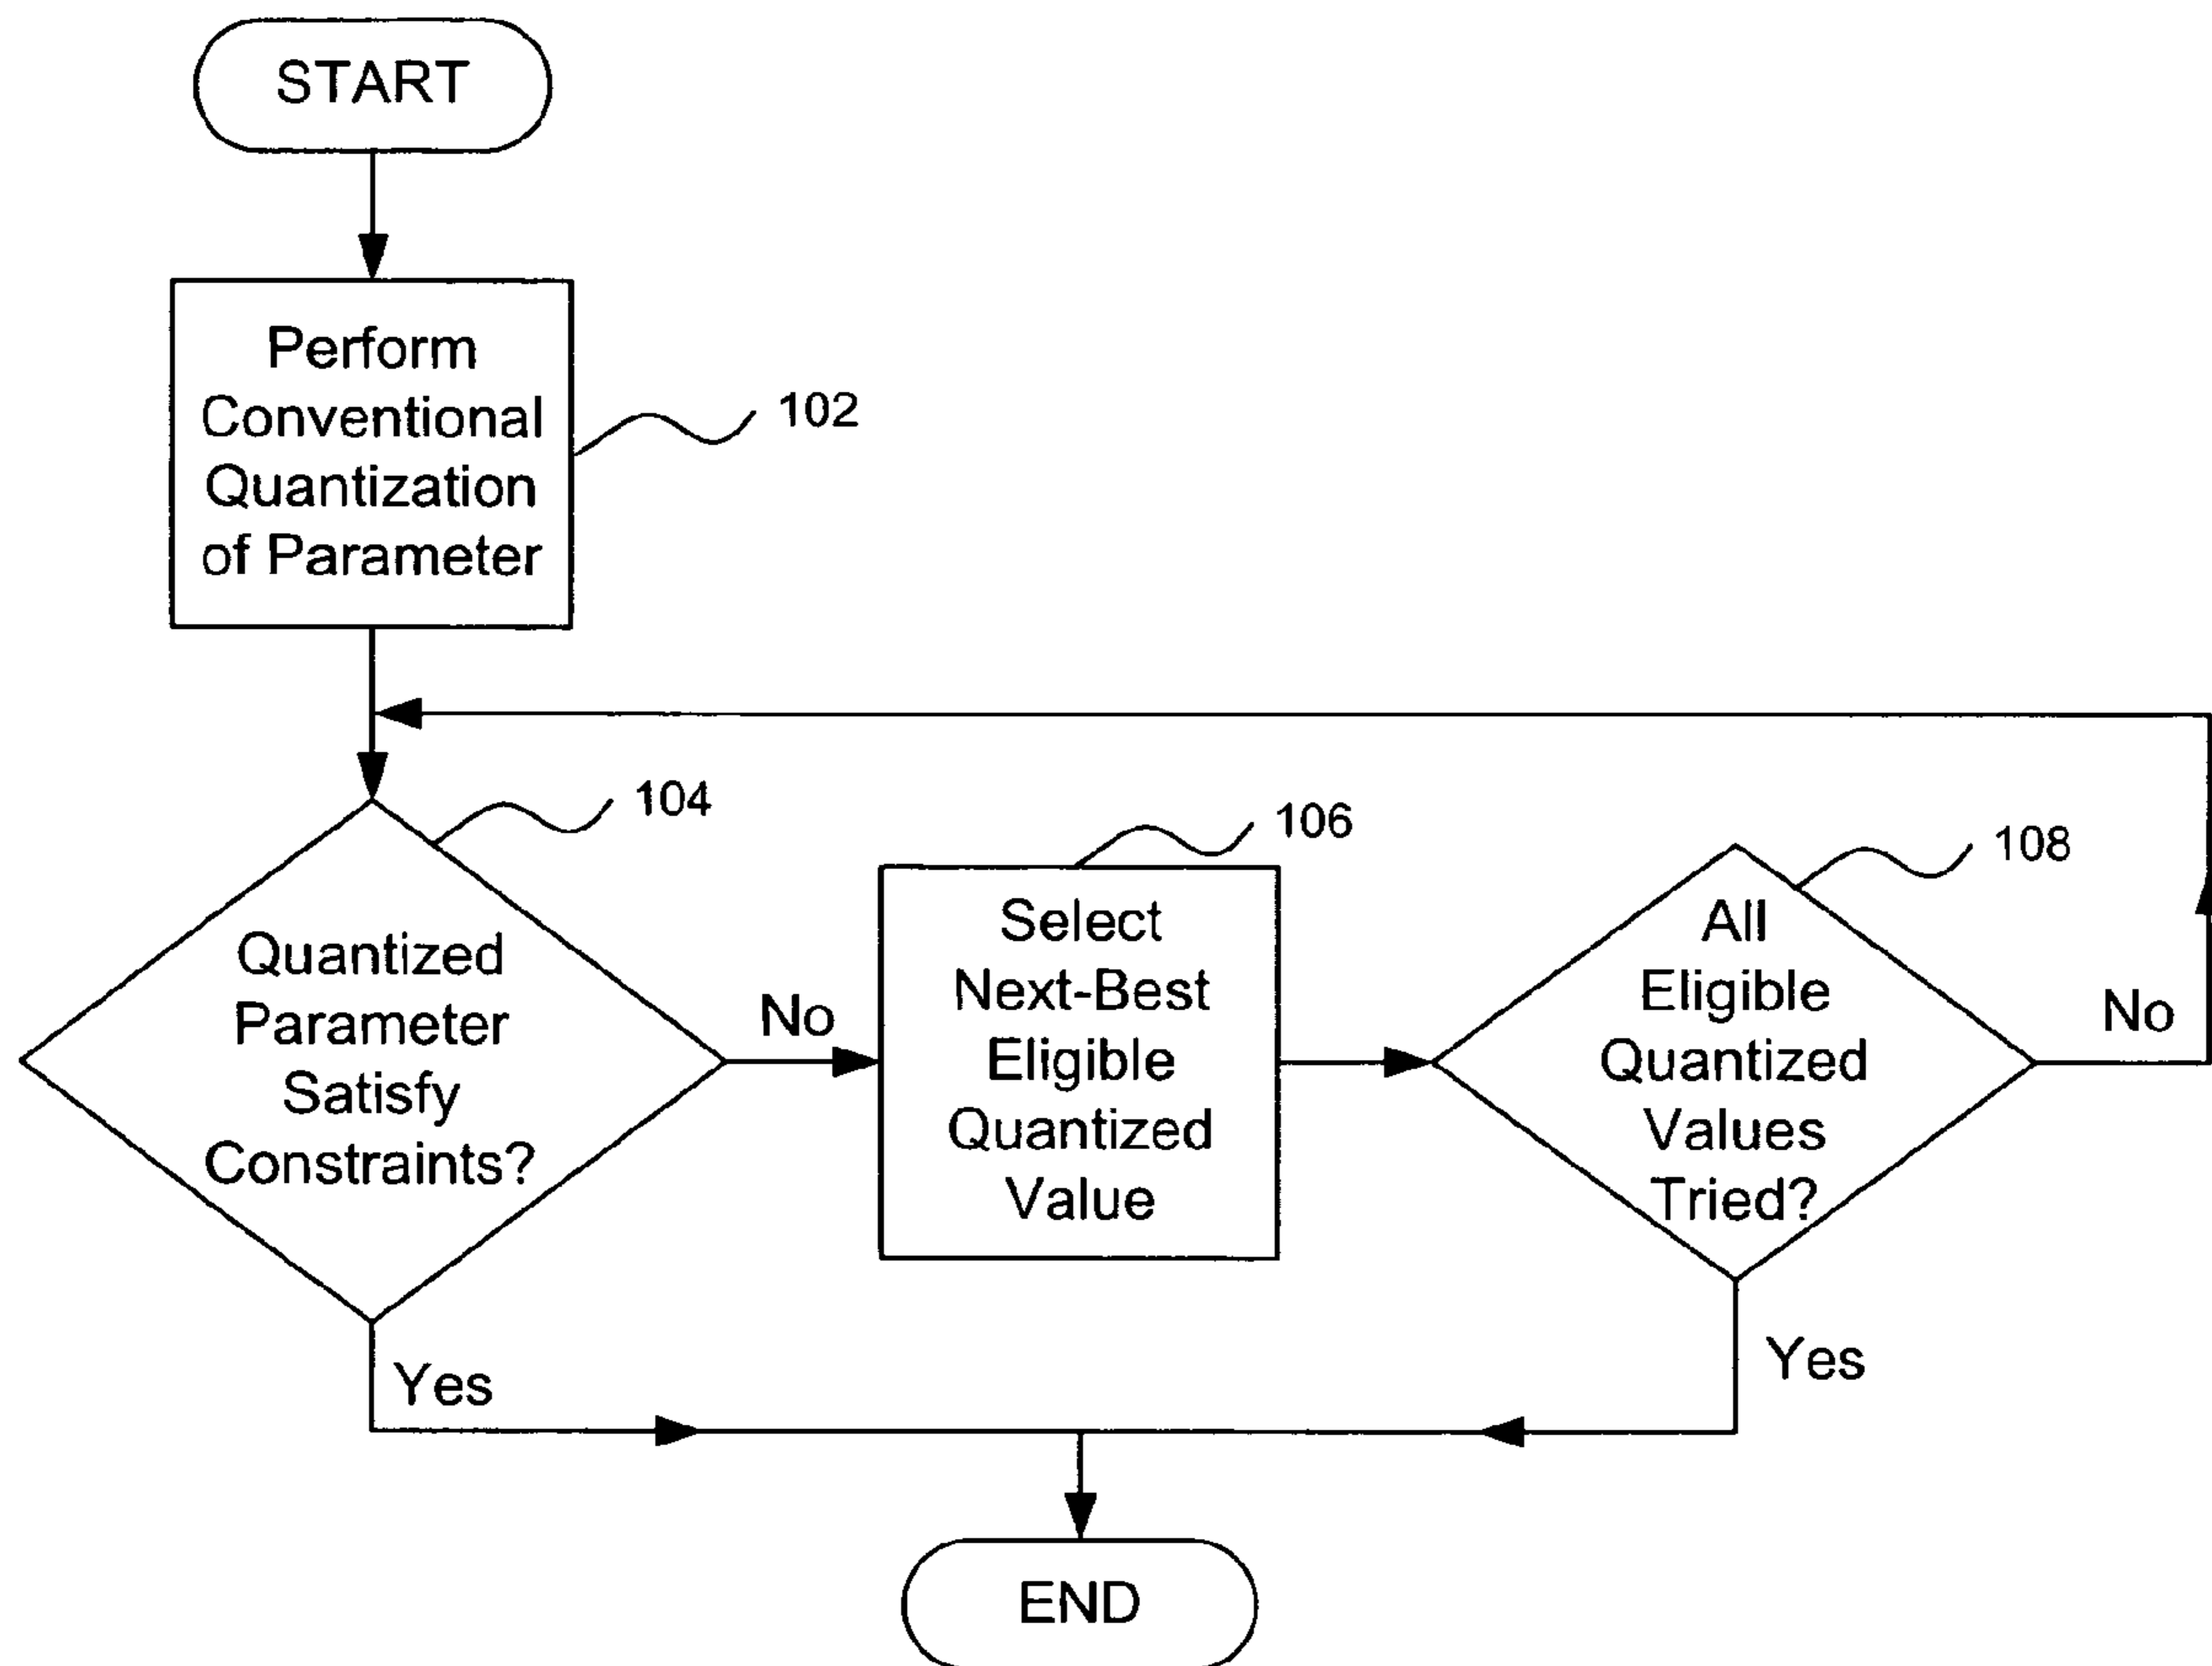 START
Perform
Conventional
Quantization
of Parameter
102
104
Quantized
Parameter
Satisfy
Constraints?
No
106
Select
Next-Best
Eligible
Quantized
Value
108
All
Eligible
Quantized
Values
Tried?
No
Yes
Yes
END